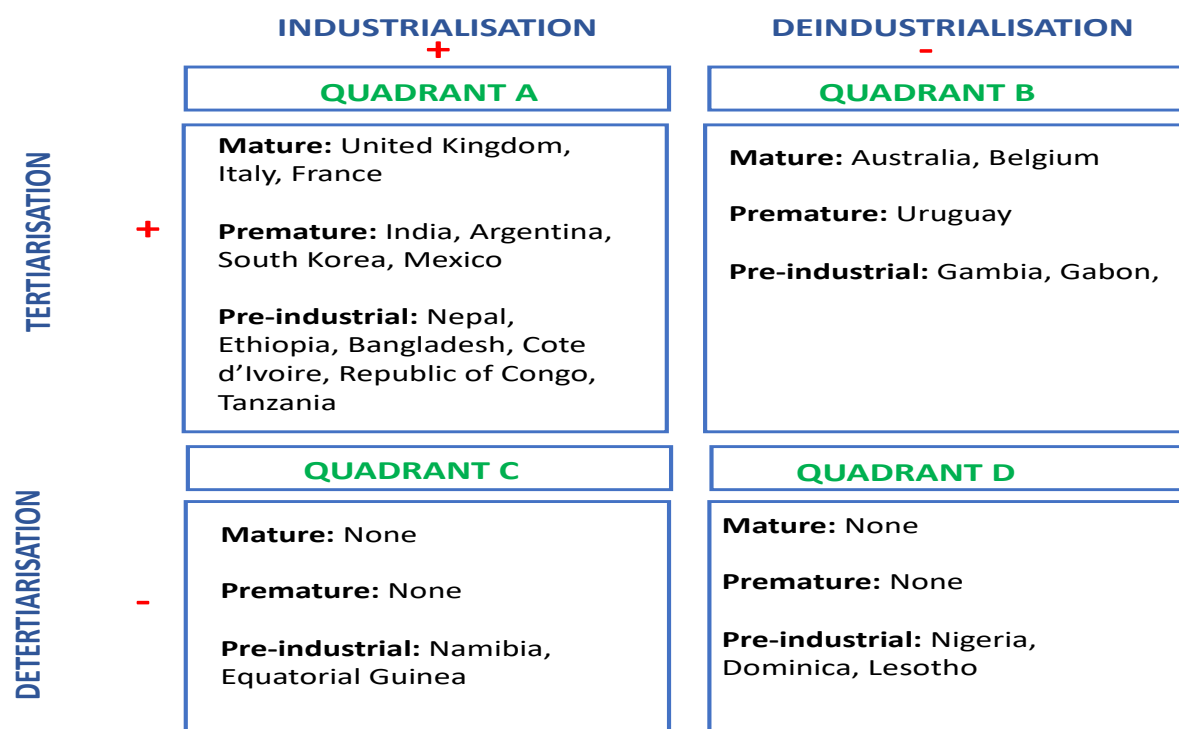 INDUSTRIALISATION
+
DEINDUSTRIALISATION
-
TERTIARISATION
+
QUADRANT A
Mature: United Kingdom,
Italy, France
Premature: India, Argentina,
South Korea, Mexico
Pre-industrial: Nepal,
Ethiopia, Bangladesh, Cote
d’Ivoire, Republic of Congo,
Tanzania
QUADRANT B
Mature: Australia, Belgium
Premature: Uruguay
Pre-industrial: Gambia, Gabon,
DETERTIARISATION
-
QUADRANT C
Mature: None
Premature: None
Pre-industrial: Namibia,
Equatorial Guinea
QUADRANT D
Mature: None
Premature: None
Pre-industrial: Nigeria,
Dominica, Lesotho